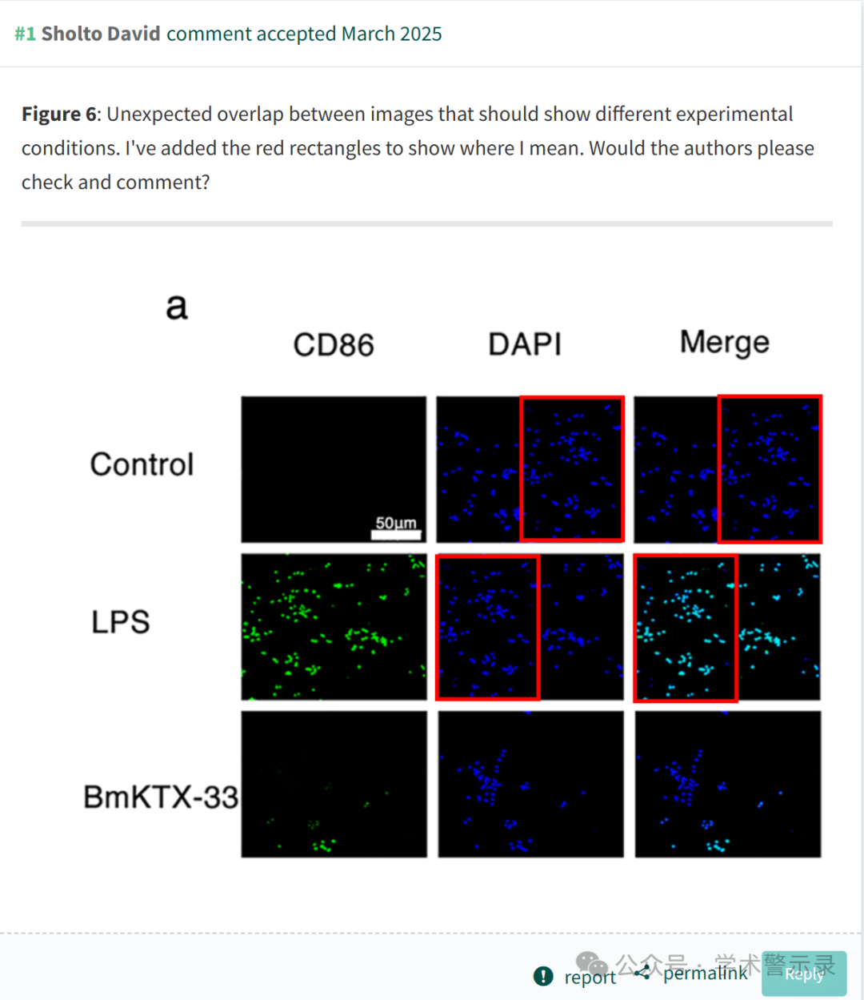 #1 Sholto David comment accepted March 2025
Figure 6: Unexpected overlap between images that should show different experimental
conditions. I've added the red rectangles to show where I mean. Would the authors please
check and comment?
a
CD86 DAPI Merge
Control
50μm
LPS
BmKTX-33
公众号 · 学术警示录
report permalink Reply